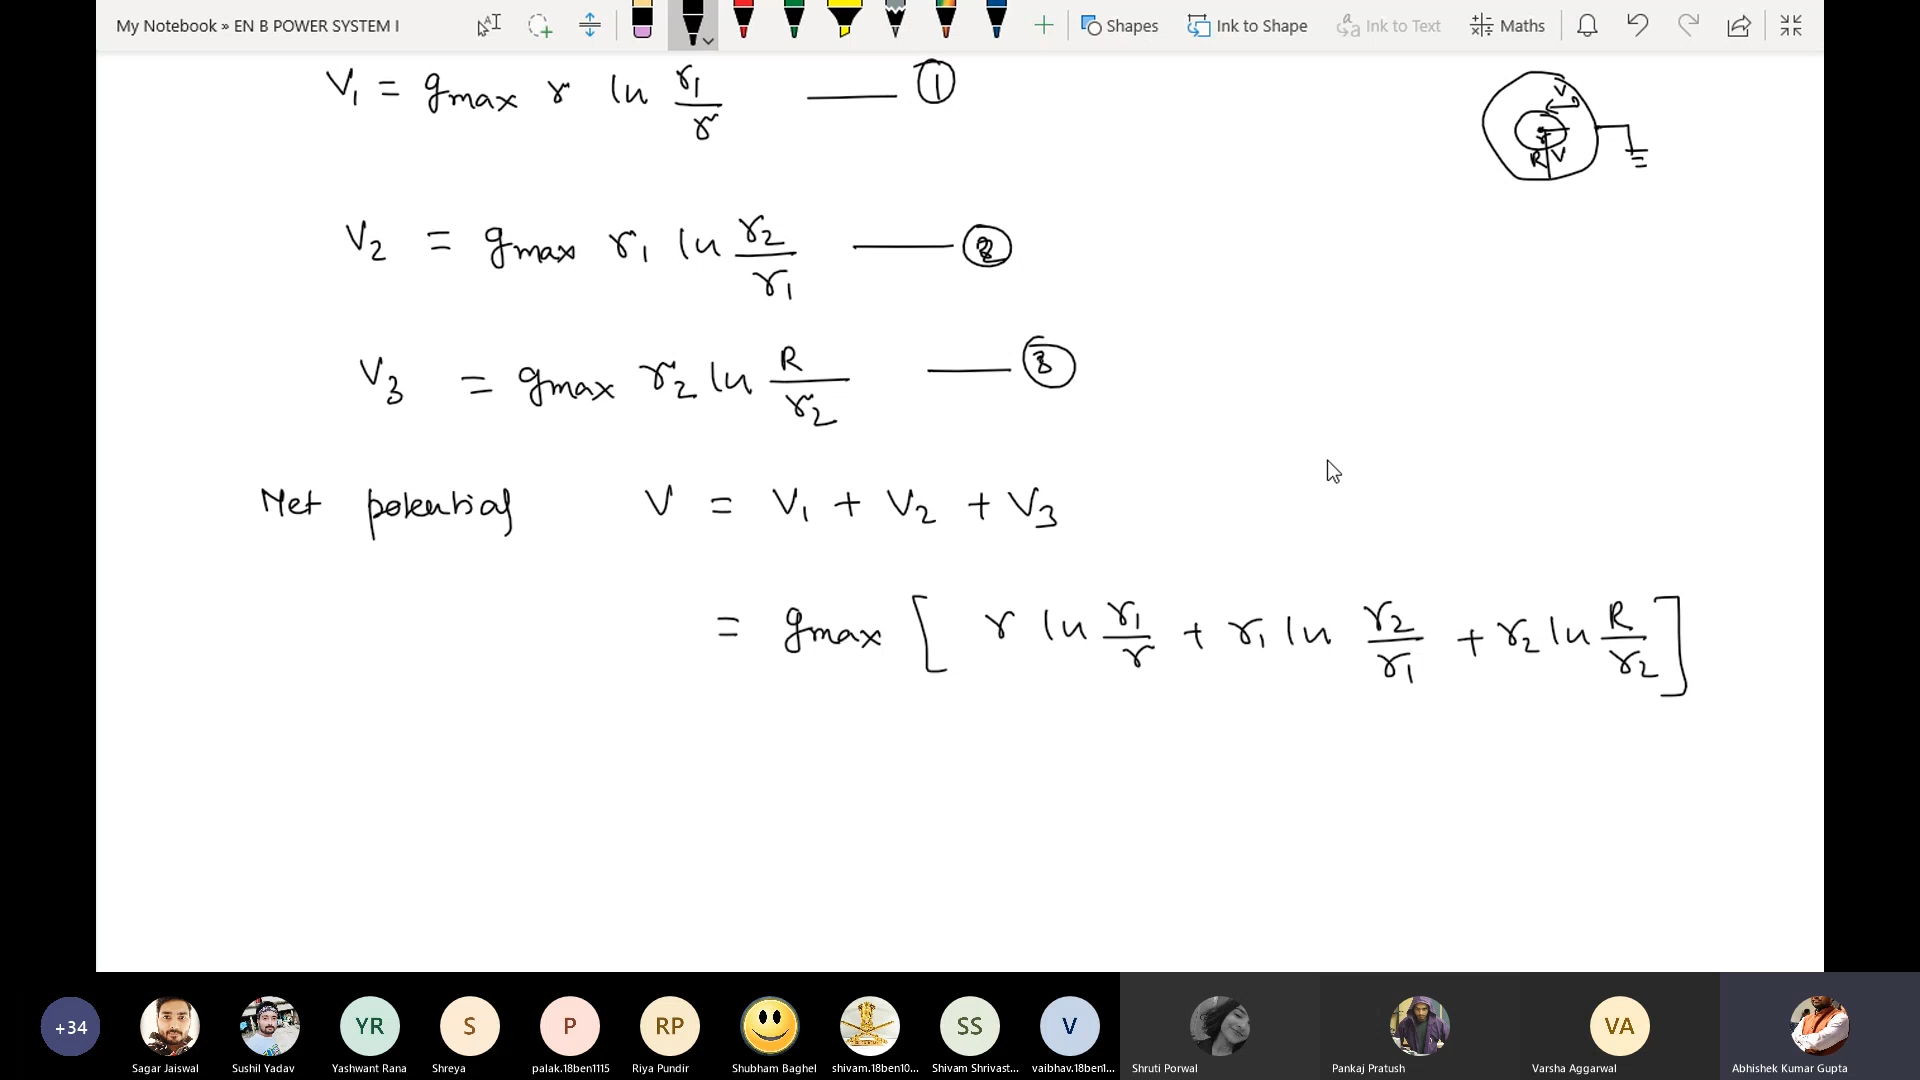 My Notebook » EN B POWER SYSTEM I
Shapes
Ink to Shape
Ink to Text
Maths
V₁ = gmax r ln r₁/r —— ①
V₂ = gmax r₁ ln r₂/r₁ —— ②
V₃ = gmax r₂ ln R/r₂ —— ③
V
R V
Net potential V = V₁ + V₂ + V₃
= gmax [ r ln r₁/r + r₁ ln r₂/r₁ + r₂ ln R/r₂ ]
+34
YR
S
P
RP
SS
V
VA
Sagar Jaiswal
Sushil Yadav
Yashwant Rana
Shreya
palak.18ben1115
Riya Pundir
Shubham Baghel
shivam.18ben10...
Shivam Shrivast...
vaibhav.18ben1...
Shruti Porwal
Pankaj Pratush
Varsha Aggarwal
Abhishek Kumar Gupta